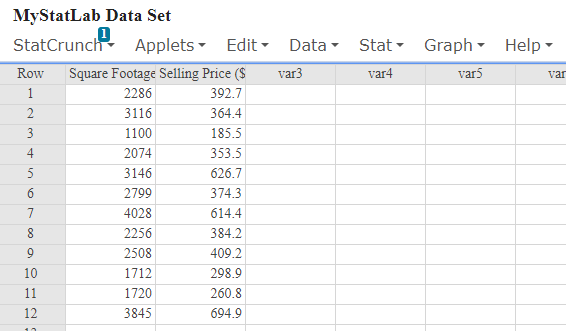 MyStatLab Data Set
StatCrunch 1 Applets Edit Data Stat Graph Help
Row Square Footage Selling Price ($ var3 var4 var5 var
1 2286 392.7
2 3116 364.4
3 1100 185.5
4 2074 353.5
5 3146 626.7
6 2799 374.3
7 4028 614.4
8 2256 384.2
9 2508 409.2
10 1712 298.9
11 1720 260.8
12 3845 694.9